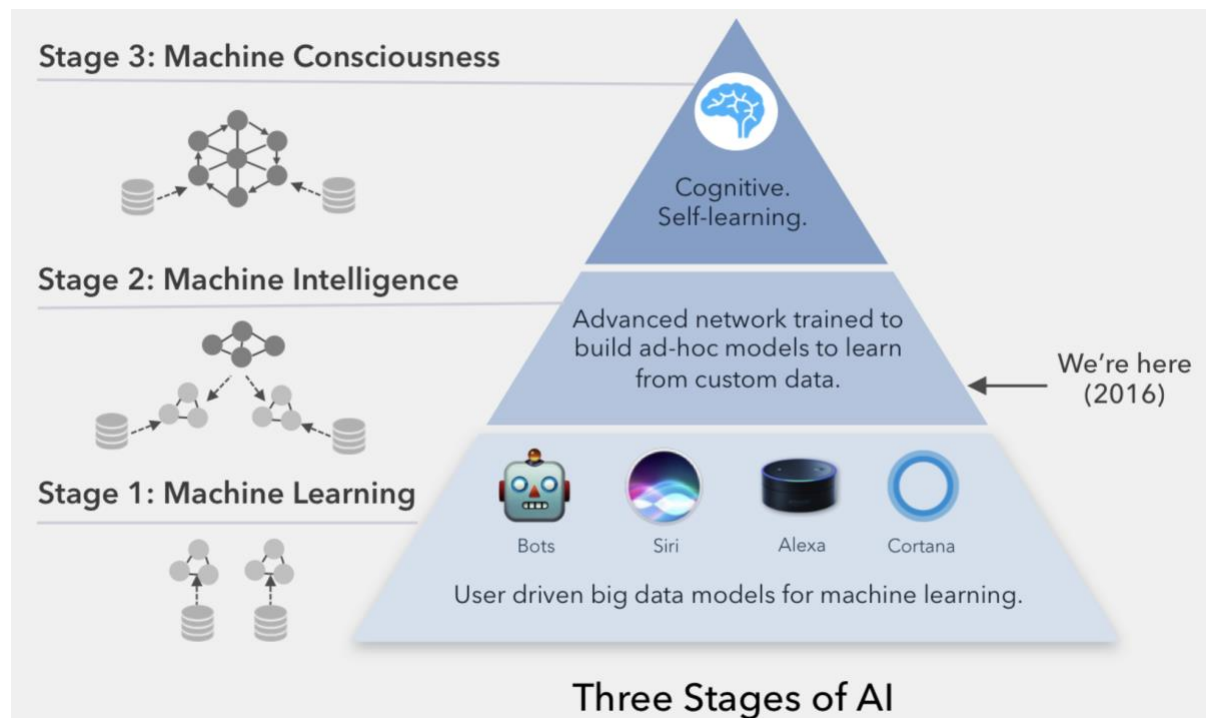 Stage 3: Machine Consciousness
Cognitive.
Self-learning.
Stage 2: Machine Intelligence
Advanced network trained to
build ad-hoc models to learn
from custom data.
We're here
(2016)
Stage 1: Machine Learning
Bots
Siri
Alexa
Cortana
User driven big data models for machine learning.
Three Stages of AI